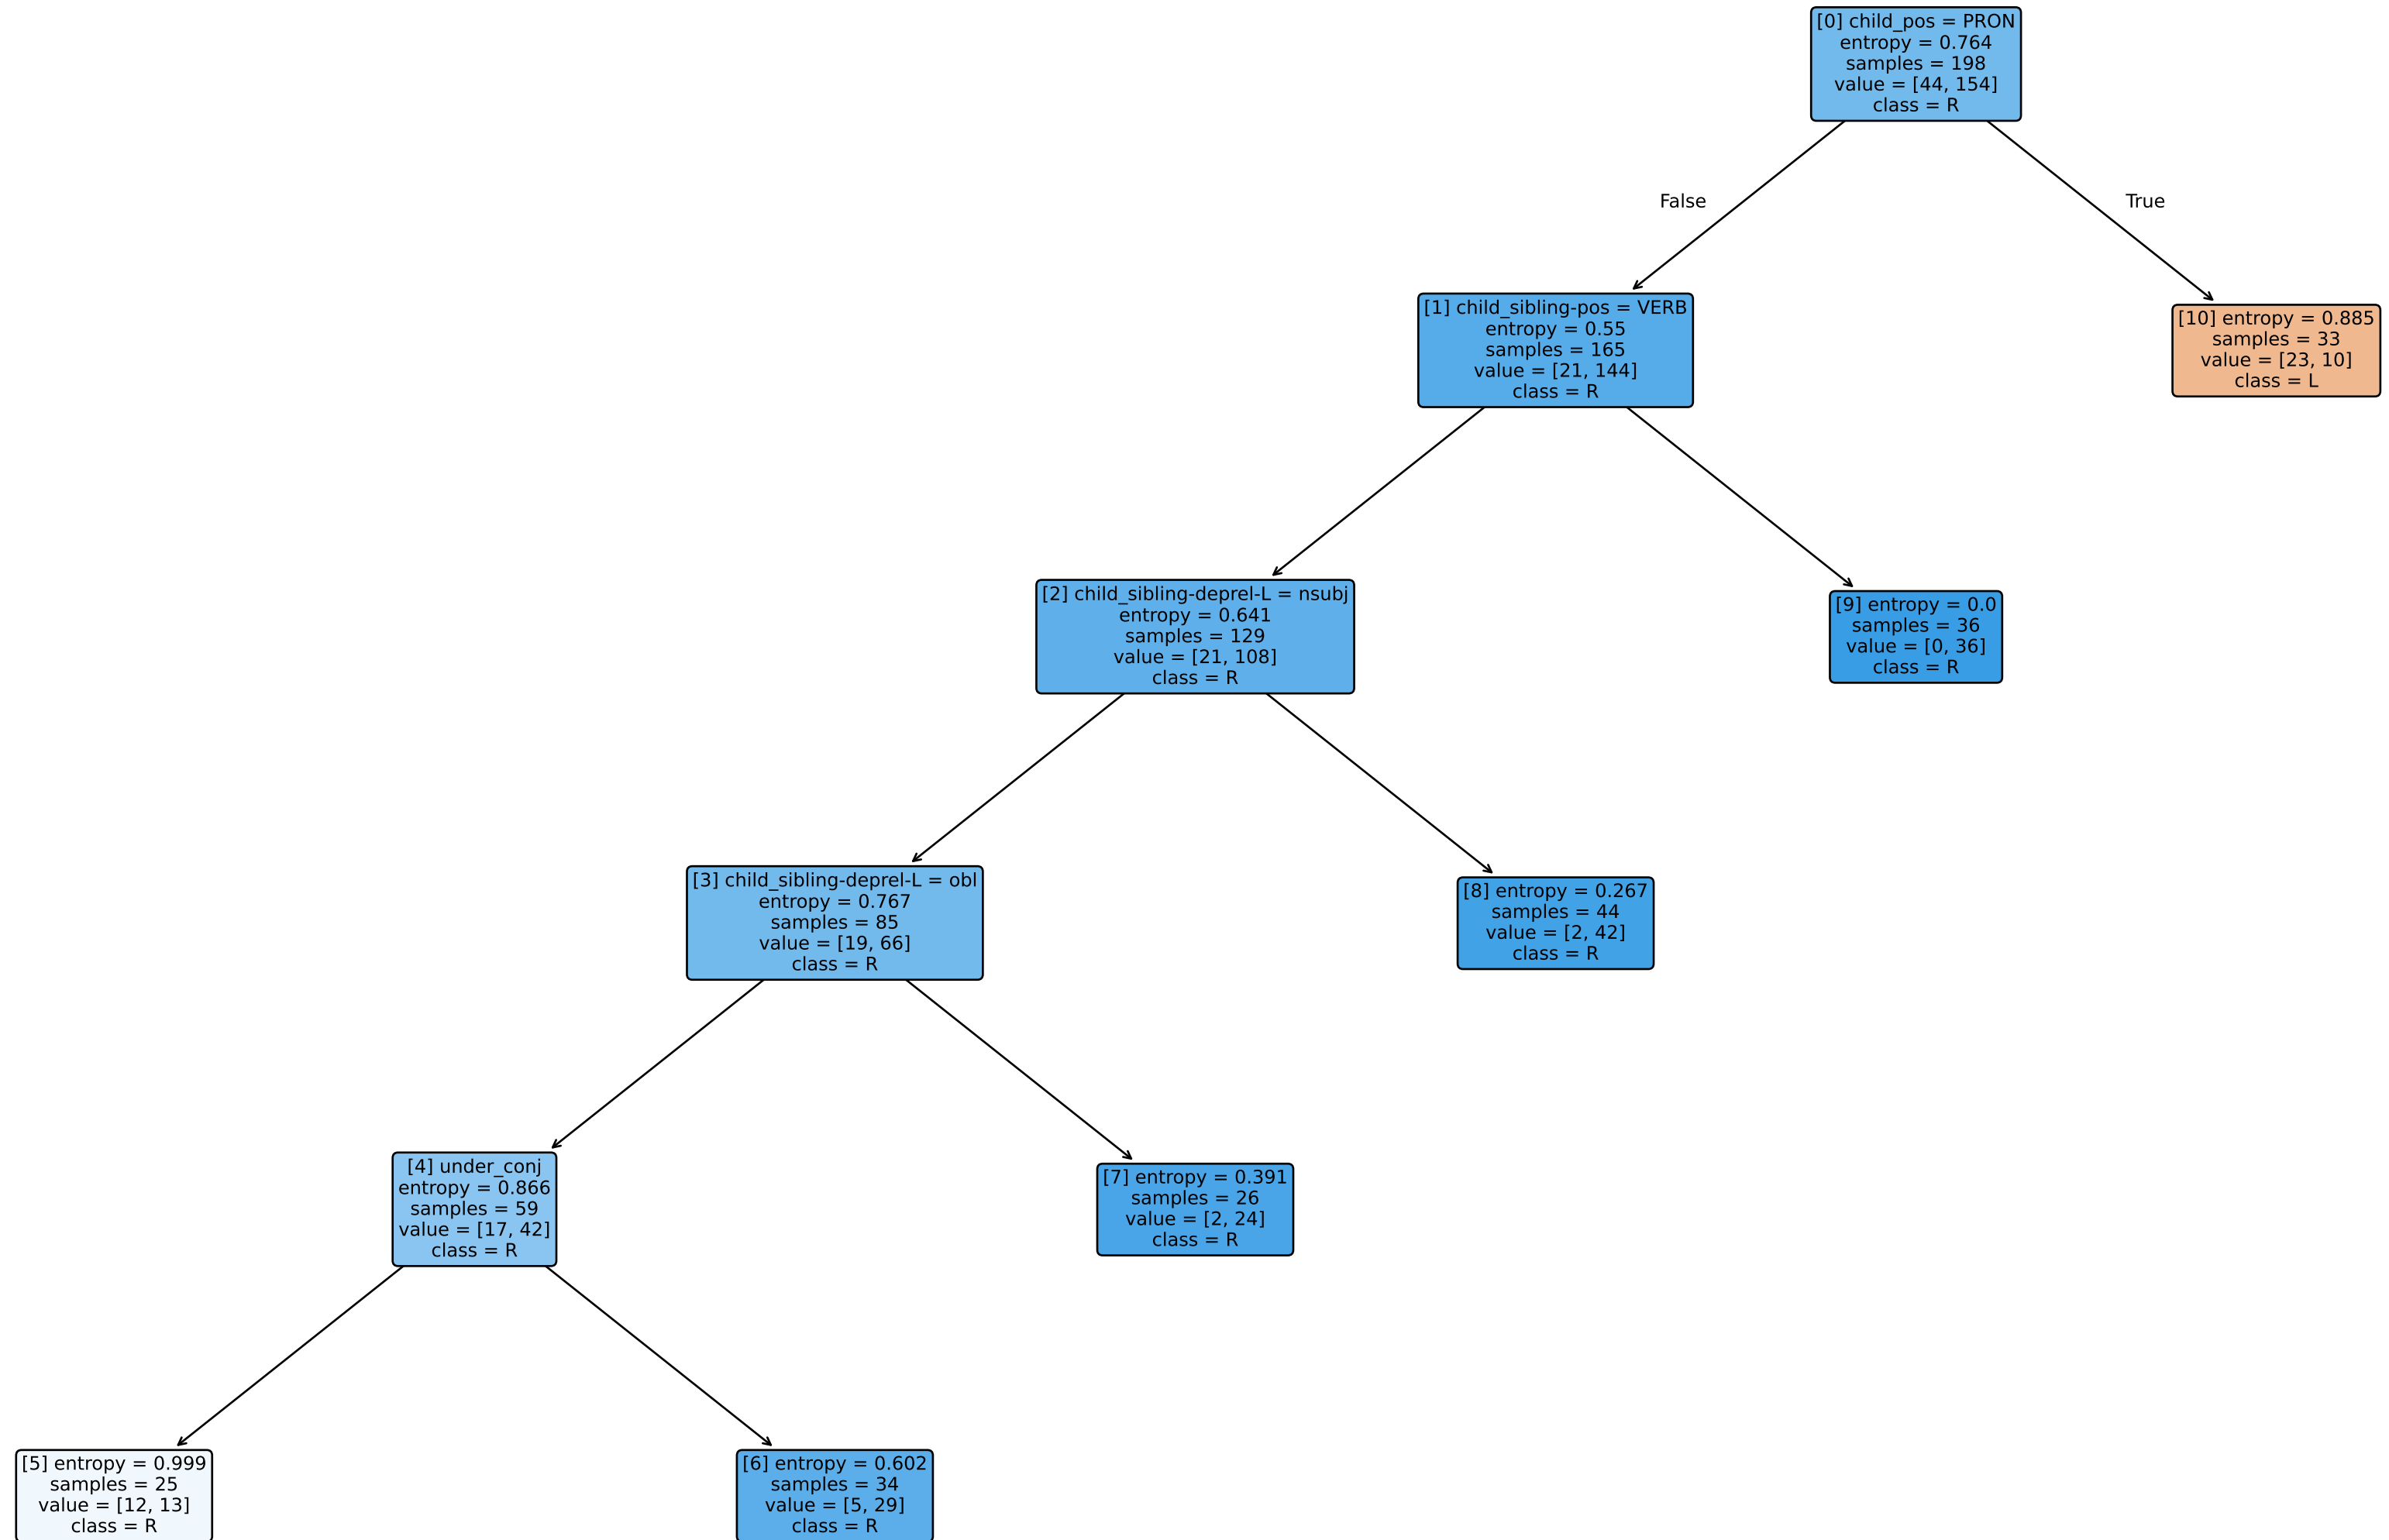 [0] child_pos = PRON
entropy = 0.764
samples = 198
value = [44, 154]
class = R
False
True
[1] child_sibling-pos = VERB
entropy = 0.55
samples = 165
value = [21, 144]
class = R
[10] entropy = 0.885
samples = 33
value = [23, 10]
class = L
[2] child_sibling-deprel-L = nsubj
entropy = 0.641
samples = 129
value = [21, 108]
class = R
[9] entropy = 0.0
samples = 36
value = [0, 36]
class = R
[3] child_sibling-deprel-L = obl
entropy = 0.767
samples = 85
value = [19, 66]
class = R
[8] entropy = 0.267
samples = 44
value = [2, 42]
class = R
[4] under_conj
entropy = 0.866
samples = 59
value = [17, 42]
class = R
[7] entropy = 0.391
samples = 26
value = [2, 24]
class = R
[5] entropy = 0.999
samples = 25
value = [12, 13]
class = R
[6] entropy = 0.602
samples = 34
value = [5, 29]
class = R